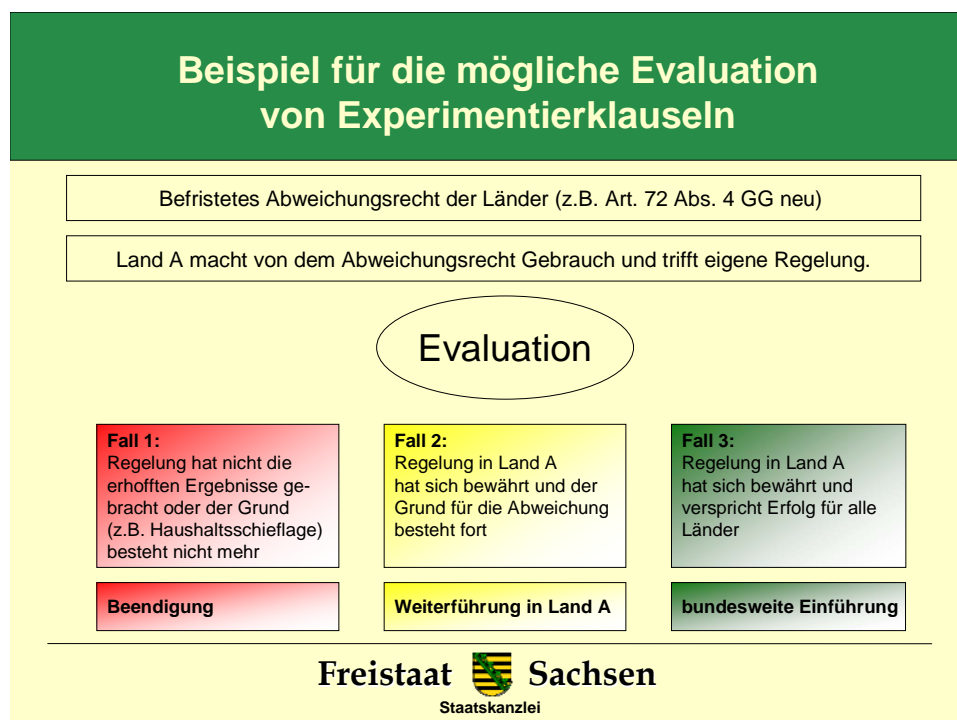 Beispiel für die mögliche Evaluation
von Experimentierklauseln
Befristetes Abweichungsrecht der Länder (z.B. Art. 72 Abs. 4 GG neu)
Land A macht von dem Abweichungsrecht Gebrauch und trifft eigene Regelung.
Evaluation
Fall 1:
Regelung hat nicht die
erhofften Ergebnisse ge-
bracht oder der Grund
(z.B. Haushaltsschieflage)
besteht nicht mehr
Beendigung
Fall 2:
Regelung in Land A
hat sich bewährt und der
Grund für die Abweichung
besteht fort
Weiterführung in Land A
Fall 3:
Regelung in Land A
hat sich bewährt und
verspricht Erfolg für alle
Länder
bundesweite Einführung
Freistaat Sachsen
Staatskanzlei